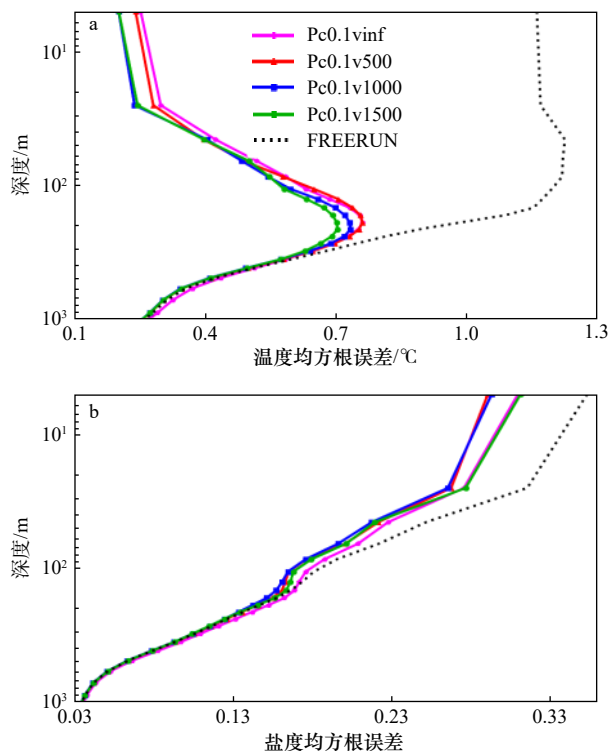 a
Pc0.1vinf
Pc0.1v500
Pc0.1v1000
Pc0.1v1500
FREERUN
10¹
10²
10³
深度/m
0.1 0.4 0.7 1.0 1.3
温度均方根误差/℃
b
10¹
10²
10³
深度/m
0.03 0.13 0.23 0.33
盐度均方根误差